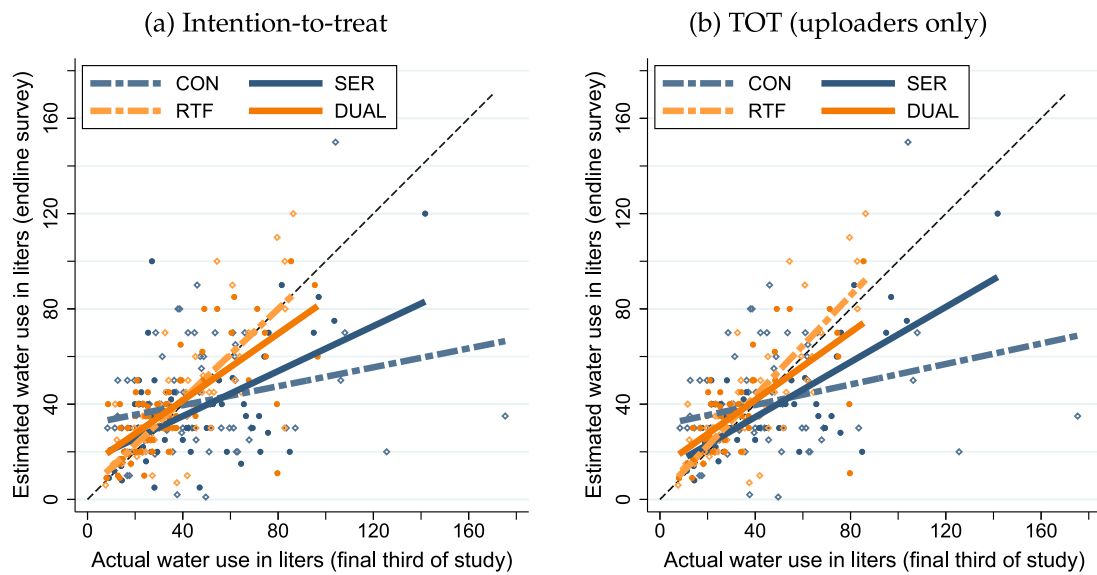 (a) Intention-to-treat
CON SER
RTF DUAL
Estimated water use in liters (endline survey)
160
120
80
40
0
0 40 80 120 160
Actual water use in liters (final third of study)
(b) TOT (uploaders only)
CON SER
RTF DUAL
Estimated water use in liters (endline survey)
160
120
80
40
0
0 40 80 120 160
Actual water use in liters (final third of study)